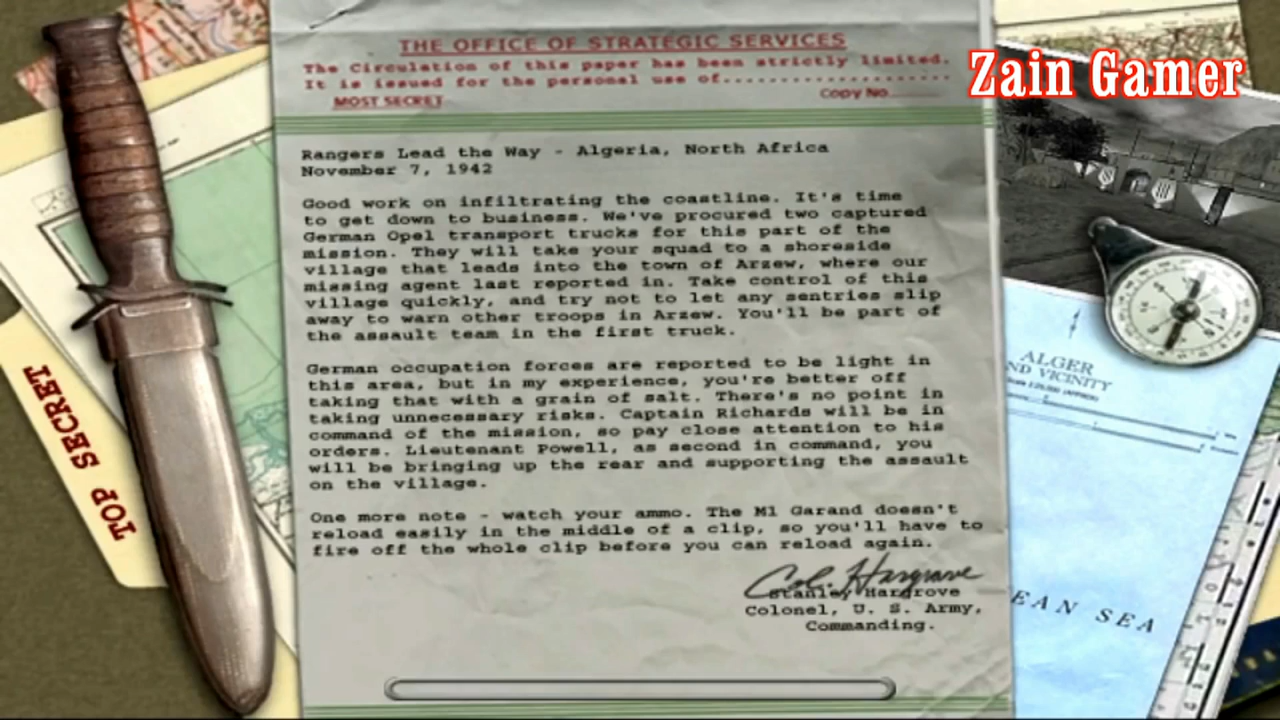 THE OFFICE OF STRATEGIC SERVICES
The Circulation of this paper has been strictly limited.
It is issued for the personal use of......................
MOST SECRET
Copy No........
Zain Gamer
Rangers Lead the Way - Algeria, North Africa
November 7, 1942
Good work on infiltrating the coastline. It's time
to get down to business. We've procured two captured
German Opel transport trucks for this part of the
mission. They will take your squad to a shoreside
village that leads into the town of Arzew, where our
missing agent last reported in. Take control of this
village quickly, and try not to let any sentries slip
away to warn other troops in Arzew. You'll be part of
the assault team in the first truck.
German occupation forces are reported to be light in
this area, but in my experience, you're better off
taking that with a grain of salt. There's no point in
taking unnecessary risks. Captain Richards will be in
command of the mission, so pay close attention to his
orders. Lieutenant Powell, as second in command, you
will be bringing up the rear and supporting the assault
on the village.
One more note - watch your ammo. The M1 Garand doesn't
reload easily in the middle of a clip, so you'll have to
fire off the whole clip before you can reload again.
Col. Hargrove
Stanley Hargrove
Colonel, U. S. Army,
Commanding.
TOP SECRET
ALGER
ND VICINITY
EAN SEA